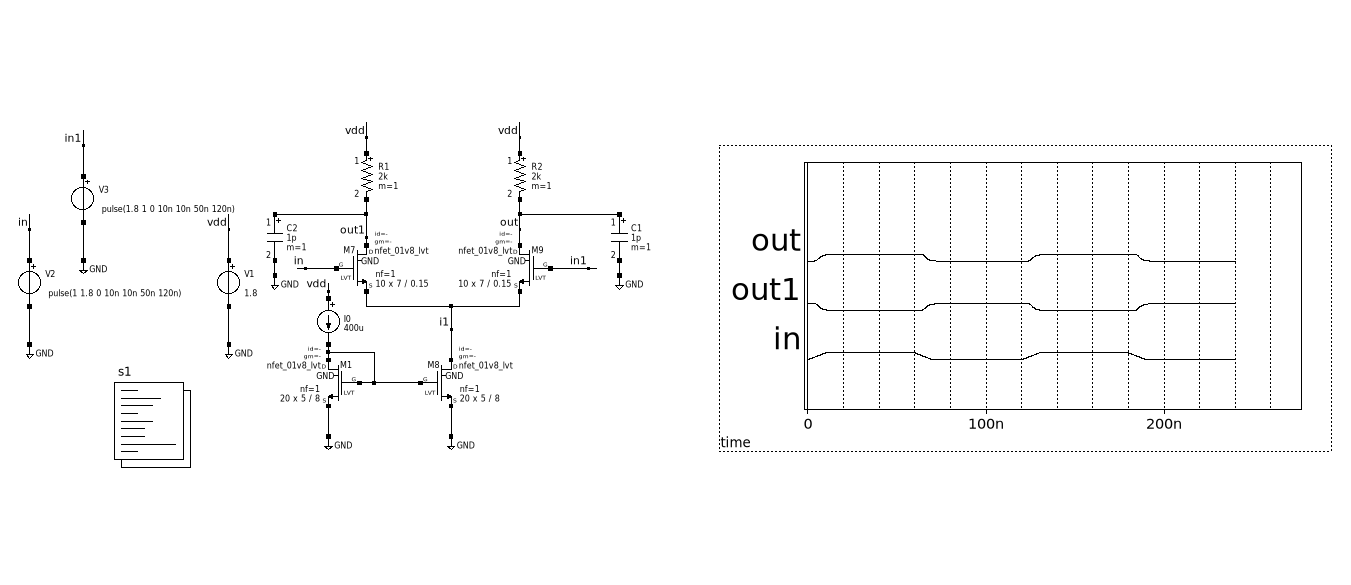 in1
+
V3
pulse(1.8 1 0 10n 10n 50n 120n)
GND
in
+
V2
pulse(1 1.8 0 10n 10n 50n 120n)
GND
vdd
+
V1
1.8
GND
s1
vdd
1
+
R1
2k
m=1
2
vdd
1
+
R2
2k
m=1
2
1
+
C2
1p
m=1
2
GND
out1
id=-
gm=-
M7
D
nfet_01v8_lvt
GND
in
G
LVT
nf=1
S
10 x 7 / 0.15
out
id=-
gm=-
nfet_01v8_lvt
D
M9
GND
in1
G
LVT
nf=1
10 x 7 / 0.15
S
1
+
C1
1p
m=1
2
GND
vdd
+
I0
400u
i1
id=-
gm=-
nfet_01v8_lvt
D
M1
GND
G
LVT
nf=1
20 x 5 / 8
S
GND
id=-
gm=-
M8
D
nfet_01v8_lvt
GND
G
LVT
nf=1
S
20 x 5 / 8
GND
out
out1
in
0
100n
200n
time